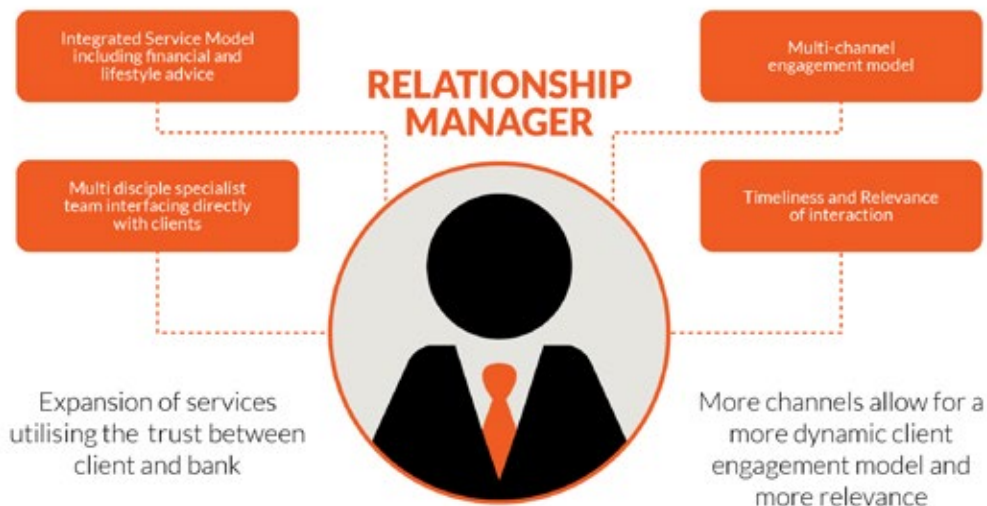 Integrated Service Model
including financial and
lifestyle advice
RELATIONSHIP
MANAGER
Multi-channel
engagement model
Multi disciple specialist
team interfacing directly
with clients
Timeliness and Relevance
of interaction
Expansion of services
utilising the trust between
client and bank
More channels allow for a
more dynamic client
engagement model and
more relevance